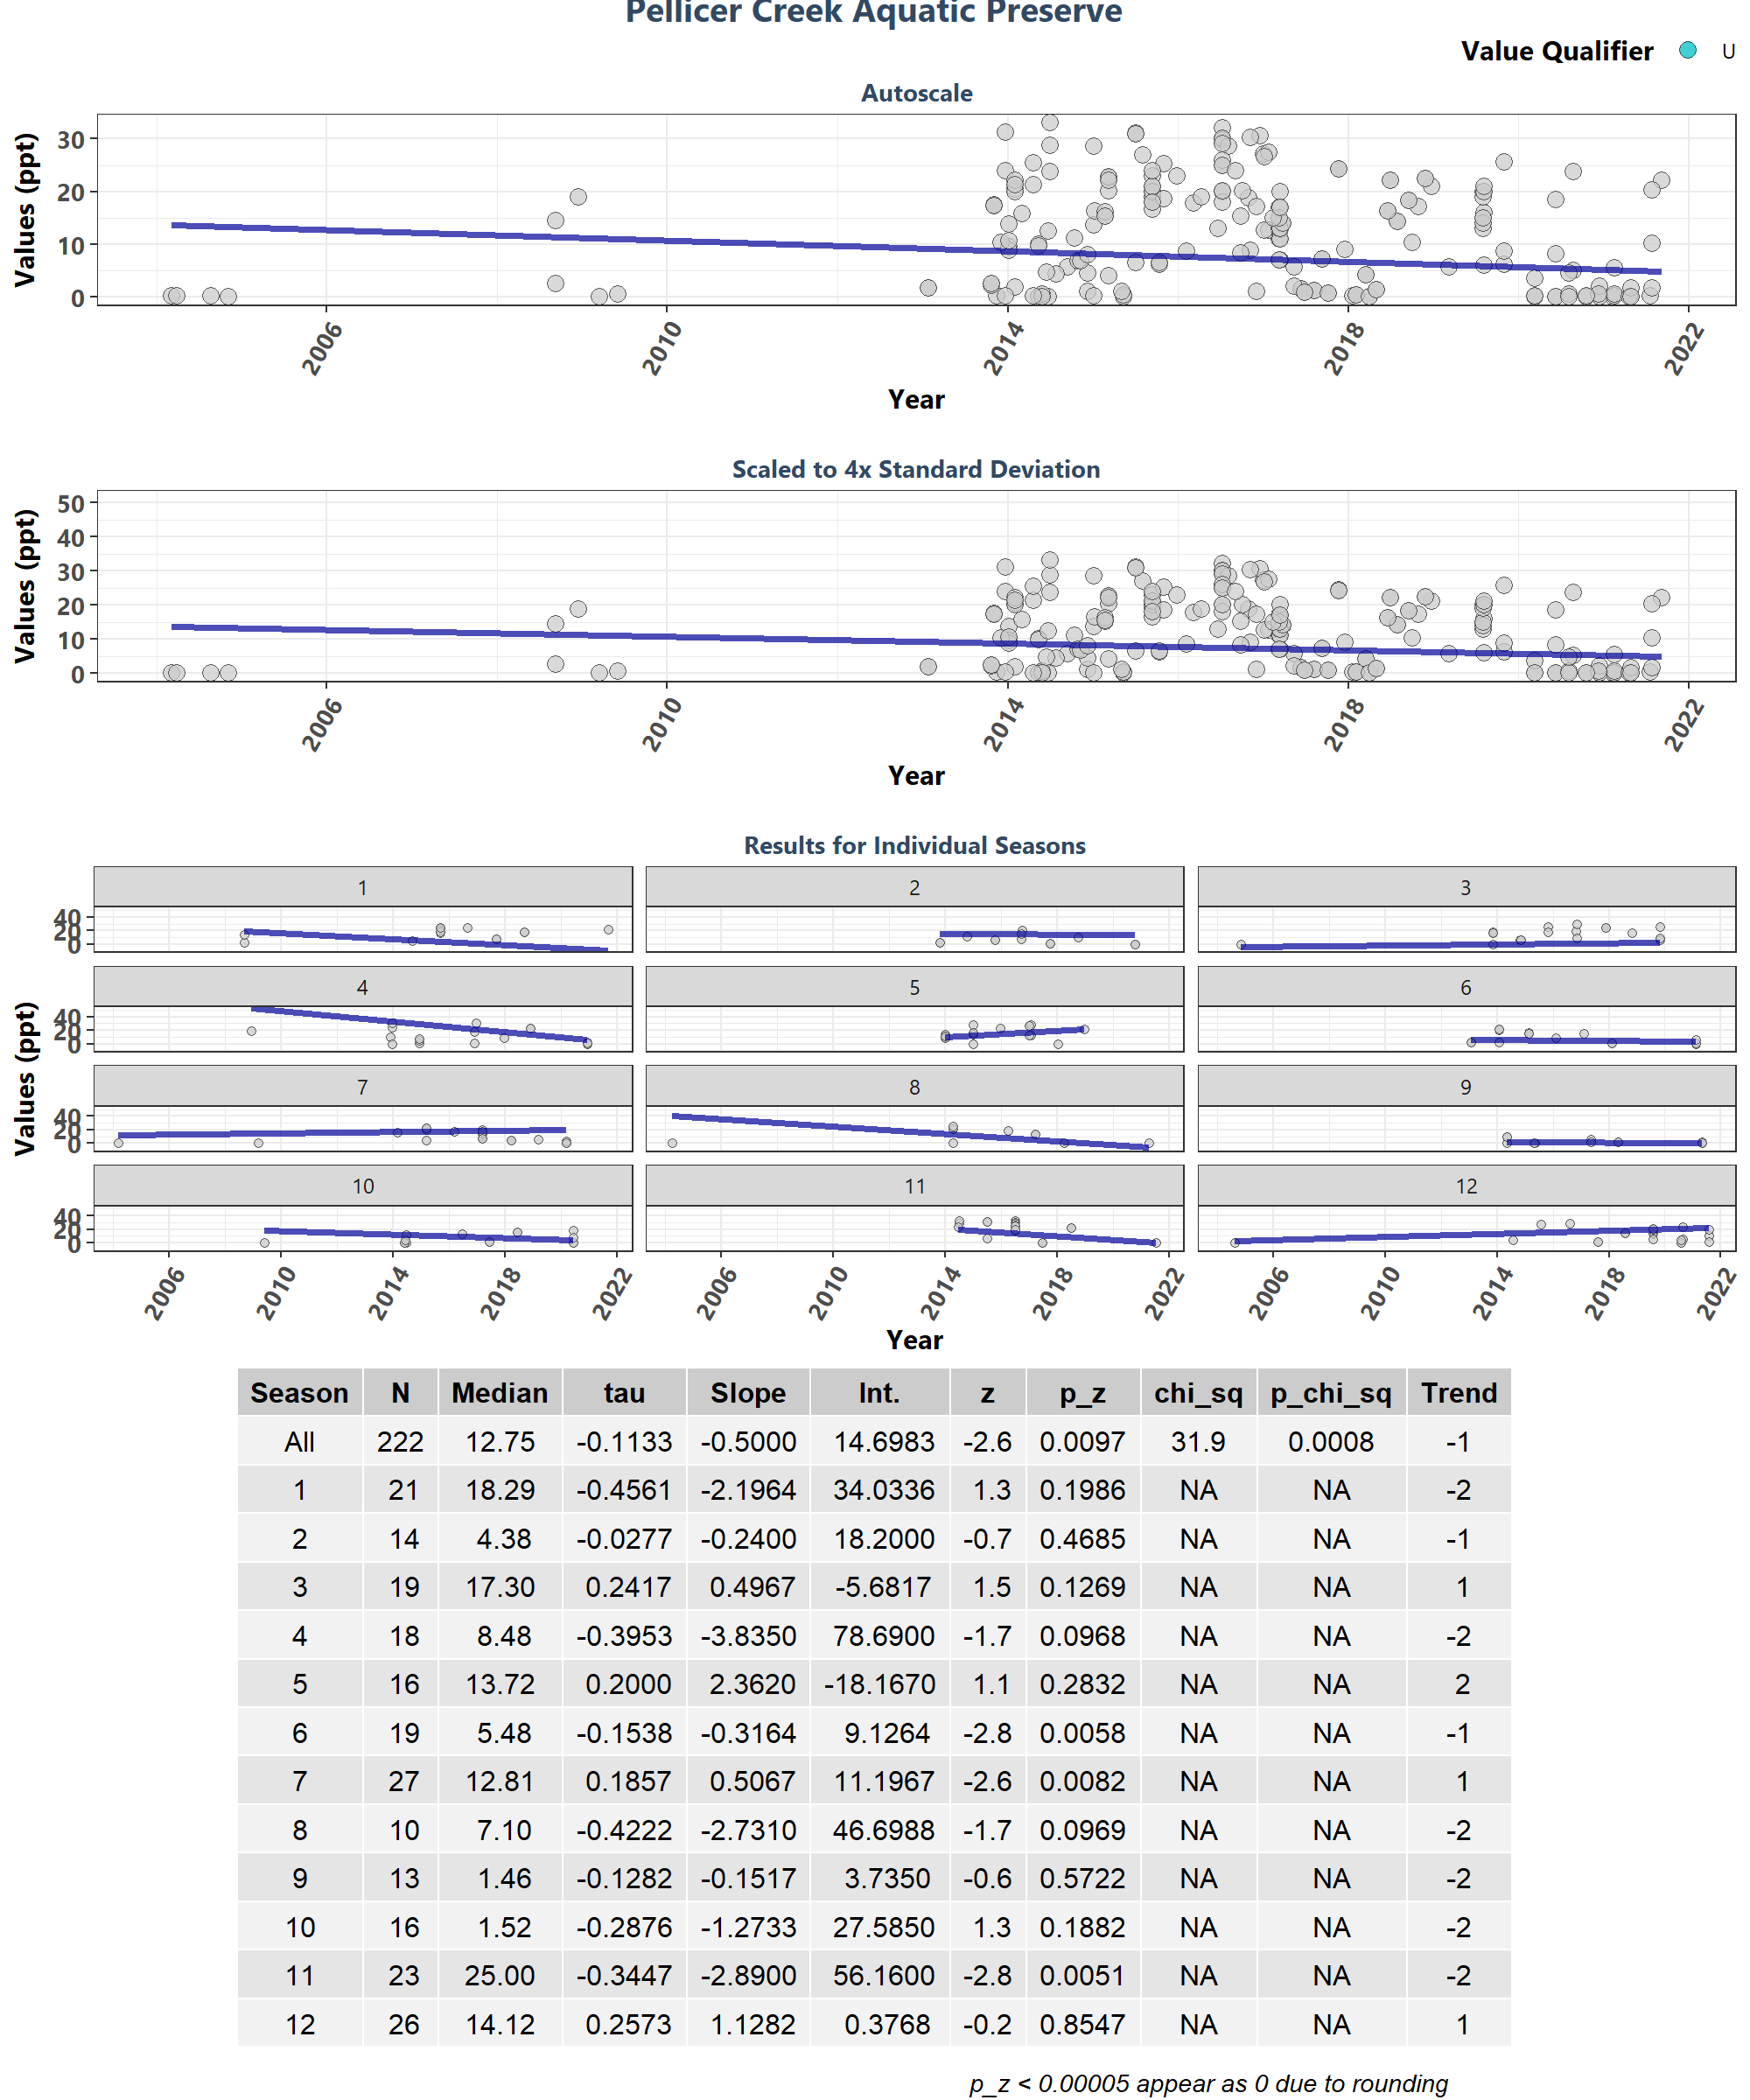 Pellicer Creek Aquatic Preserve
Value Qualifier U
Autoscale
Values (ppt)
30
20
10
0
2006 2010 2014 2018 2022
Year
Scaled to 4x Standard Deviation
Values (ppt)
50
40
30
20
10
0
2006 2010 2014 2018 2022
Year
Results for Individual Seasons
Values (ppt)
1 2 3
40
20
0
4 5 6
40
20
0
7 8 9
40
20
0
10 11 12
40
20
0
2006 2010 2014 2018 2022 2006 2010 2014 2018 2022 2006 2010 2014 2018 2022
Year
Season N Median tau Slope Int. z p_z chi_sq p_chi_sq Trend
All 222 12.75 -0.1133 -0.5000 14.6983 -2.6 0.0097 31.9 0.0008 -1
1 21 18.29 -0.4561 -2.1964 34.0336 1.3 0.1986 NA NA -2
2 14 4.38 -0.0277 -0.2400 18.2000 -0.7 0.4685 NA NA -1
3 19 17.30 0.2417 0.4967 -5.6817 1.5 0.1269 NA NA 1
4 18 8.48 -0.3953 -3.8350 78.6900 -1.7 0.0968 NA NA -2
5 16 13.72 0.2000 2.3620 -18.1670 1.1 0.2832 NA NA 2
6 19 5.48 -0.1538 -0.3164 9.1264 -2.8 0.0058 NA NA -1
7 27 12.81 0.1857 0.5067 11.1967 -2.6 0.0082 NA NA 1
8 10 7.10 -0.4222 -2.7310 46.6988 -1.7 0.0969 NA NA -2
9 13 1.46 -0.1282 -0.1517 3.7350 -0.6 0.5722 NA NA -2
10 16 1.52 -0.2876 -1.2733 27.5850 1.3 0.1882 NA NA -2
11 23 25.00 -0.3447 -2.8900 56.1600 -2.8 0.0051 NA NA -2
12 26 14.12 0.2573 1.1282 0.3768 -0.2 0.8547 NA NA 1
p_z < 0.00005 appear as 0 due to rounding